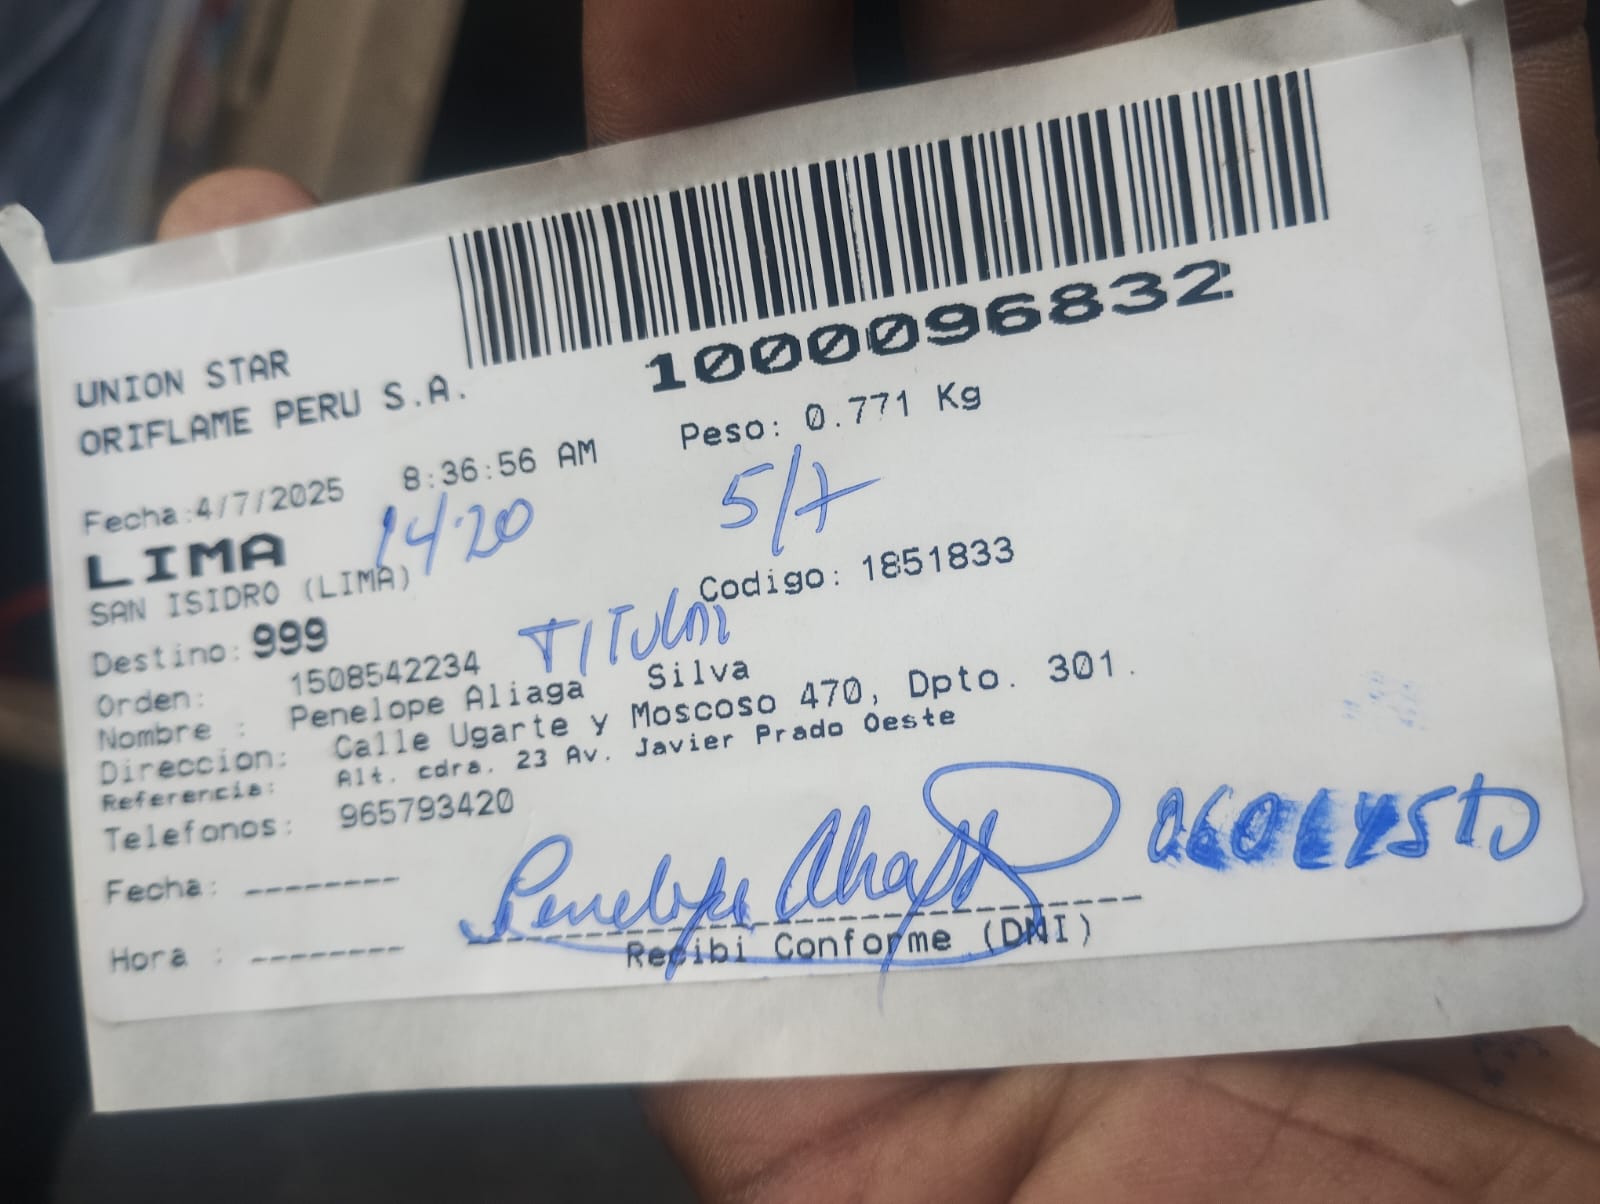 1000096832
UNION STAR
ORIFLAME PERU S.A.
Peso: 0.771 Kg
Fecha:4/7/2025 8:36:56 AM
14:20 5/7
LIMA
SAN ISIDRO (LIMA)
Codigo: 1851833
Destino: 999
TITULAR
Orden: 1508542234
Nombre : Penelope Aliaga Silva
Direccion: Calle Ugarte y Moscoso 470, Dpto. 301.
Referencia: Alt. cdra. 23 Av. Javier Prado Oeste
Telefonos: 965793420
Fecha: --------
Penelope Aliaga
Hora : --------
Recibi Conforme (DNI)